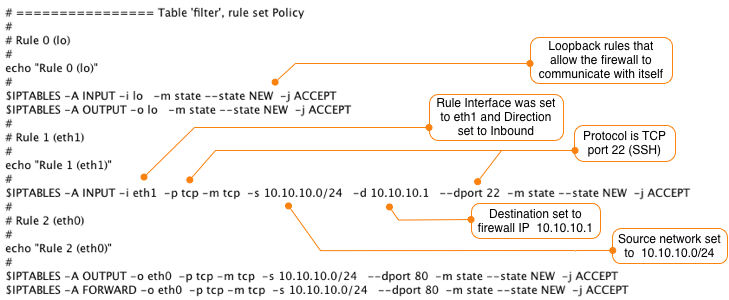 # ================ Table 'filter', rule set Policy
#
# Rule 0 (lo)
#
echo "Rule 0 (lo)"
#
$IPTABLES -A INPUT -i lo -m state --state NEW -j ACCEPT
$IPTABLES -A OUTPUT -o lo -m state --state NEW -j ACCEPT
#
# Rule 1 (eth1)
#
echo "Rule 1 (eth1)"
#
$IPTABLES -A INPUT -i eth1 -p tcp -m tcp -s 10.10.10.0/24 -d 10.10.10.1 --dport 22 -m state --state NEW -j ACCEPT
#
# Rule 2 (eth0)
#
echo "Rule 2 (eth0)"
#
$IPTABLES -A OUTPUT -o eth0 -p tcp -m tcp -s 10.10.10.0/24 --dport 80 -m state --state NEW -j ACCEPT
$IPTABLES -A FORWARD -o eth0 -p tcp -m tcp -s 10.10.10.0/24 --dport 80 -m state --state NEW -j ACCEPT
Loopback rules that
allow the firewall to
communicate with itself
Rule Interface was set
to eth1 and Direction
set to Inbound
Protocol is TCP
port 22 (SSH)
Destination set to
firewall IP 10.10.10.1
Source network set
to 10.10.10.0/24